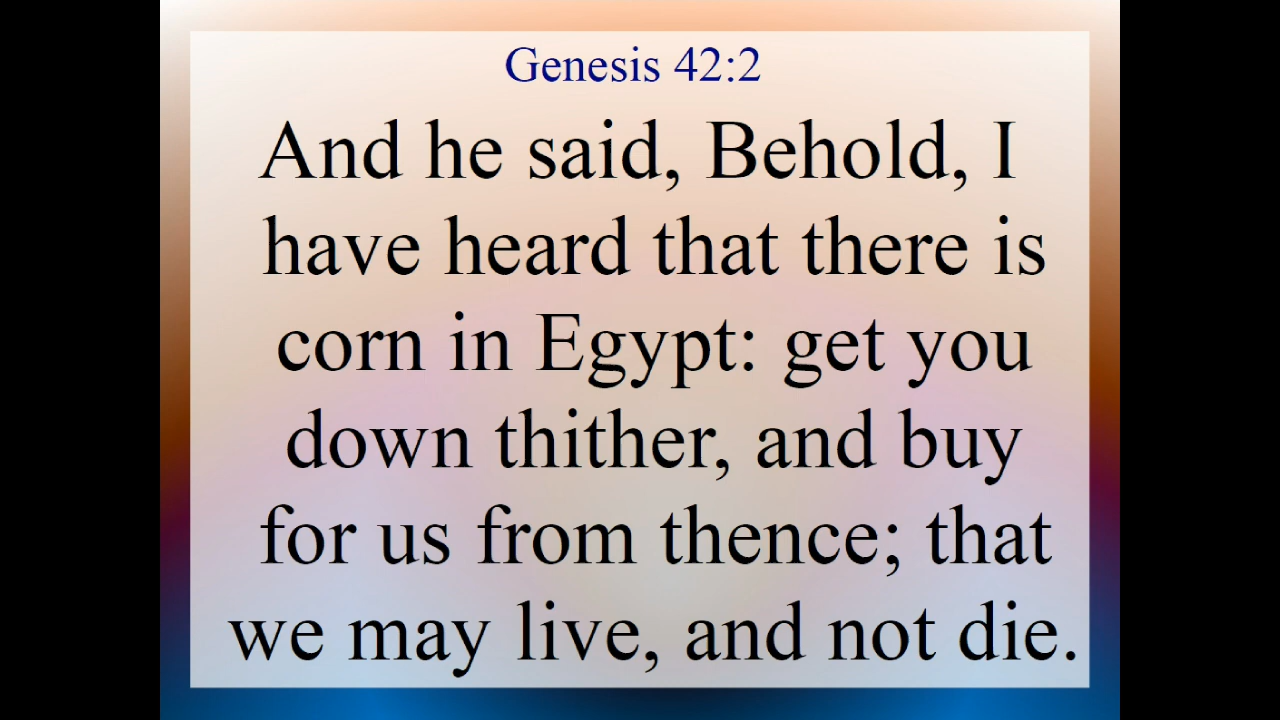 Genesis 42:2
And he said, Behold, I
have heard that there is
corn in Egypt: get you
down thither, and buy
for us from thence; that
we may live, and not die.